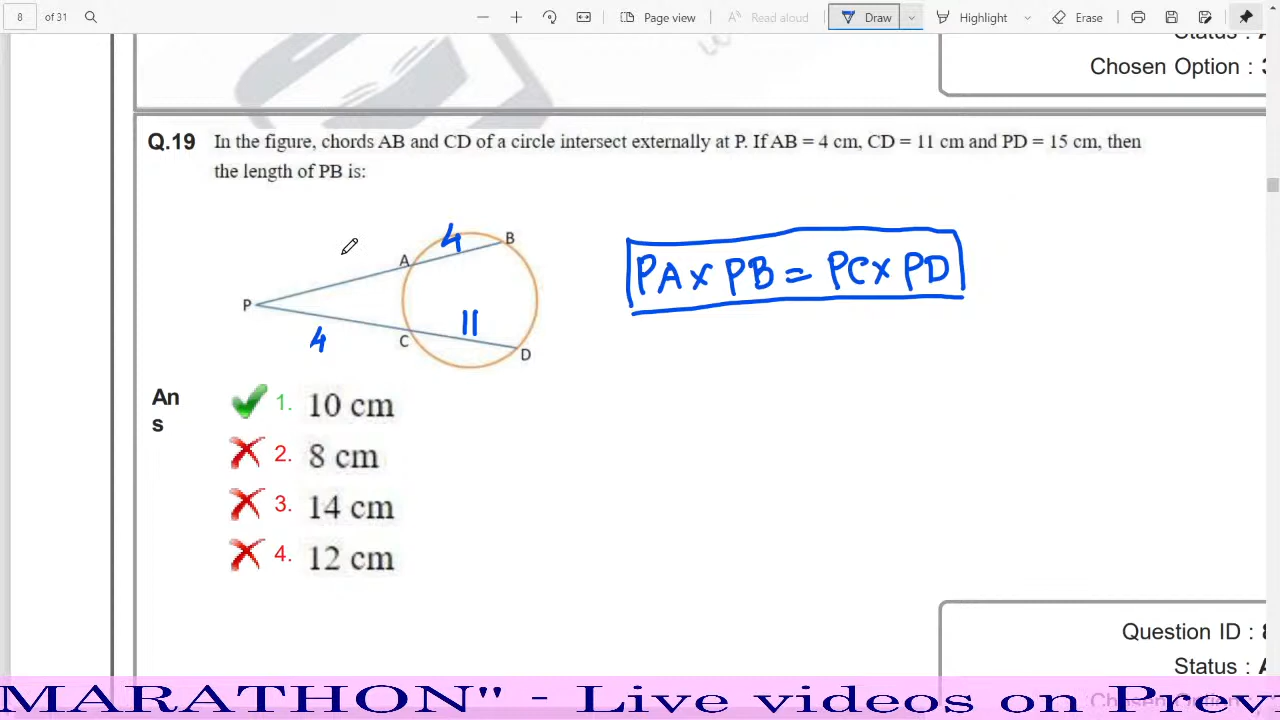 8 of 31 Page view Read aloud Draw Highlight Erase
Chosen Option :
Q.19 In the figure, chords AB and CD of a circle intersect externally at P. If AB = 4 cm, CD = 11 cm and PD = 15 cm, then
the length of PB is:
4 B
A
PA x PB = PC x PD
P
11
4 C
D
An
s
1. 10 cm
2. 8 cm
3. 14 cm
4. 12 cm
Question ID :
Status :
MARATHON" - Live videos on